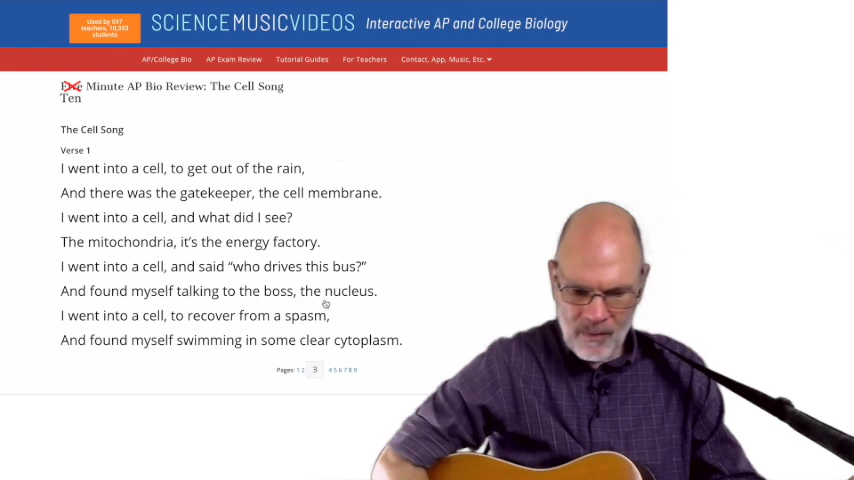 Used by 597
teachers, 10,353
students
SCIENCEMUSICVIDEOS Interactive AP and College Biology
AP/College Bio AP Exam Review Tutorial Guides For Teachers Contact, App, Music, Etc.
Five Minute AP Bio Review: The Cell Song
Ten
The Cell Song
Verse 1
I went into a cell, to get out of the rain,
And there was the gatekeeper, the cell membrane.
I went into a cell, and what did I see?
The mitochondria, it’s the energy factory.
I went into a cell, and said “who drives this bus?”
And found myself talking to the boss, the nucleus.
I went into a cell, to recover from a spasm,
And found myself swimming in some clear cytoplasm.
Pages: 1 2 3 4 5 6 7 8 9